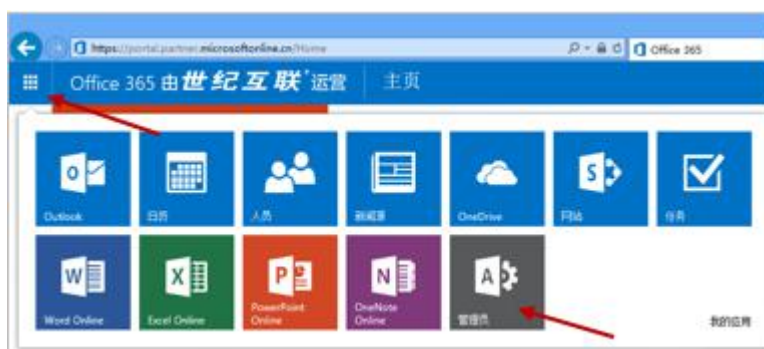 https://portal.partner.microsoftonline.cn/Home
Office 365
Office 365 由世纪互联运营 主页
Outlook 日历 人员 新闻源 OneDrive 网站 任务
Word Online Excel Online PowerPoint Online OneNote Online 管理员
我的应用